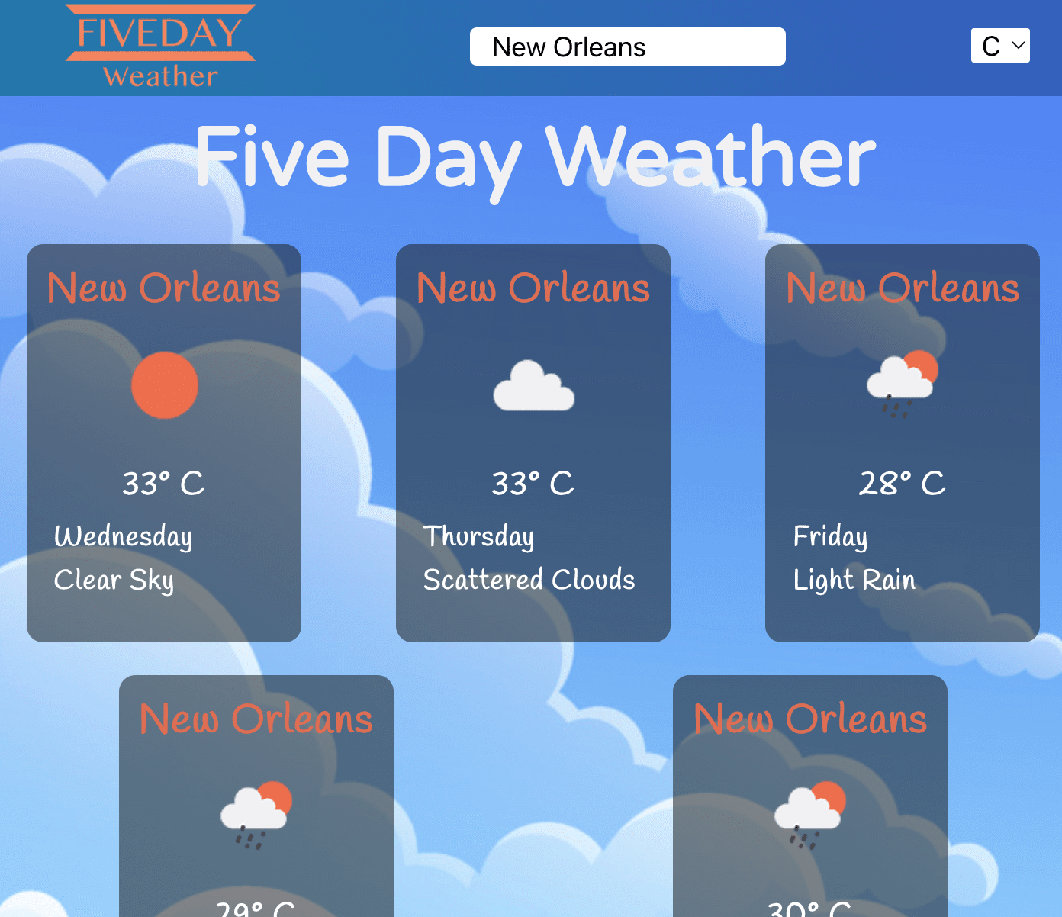 FIVEDAY
Weather
New Orleans
C
Five Day Weather
New Orleans
33° C
Wednesday
Clear Sky
New Orleans
33° C
Thursday
Scattered Clouds
New Orleans
28° C
Friday
Light Rain
New Orleans
29° C
New Orleans
30° C